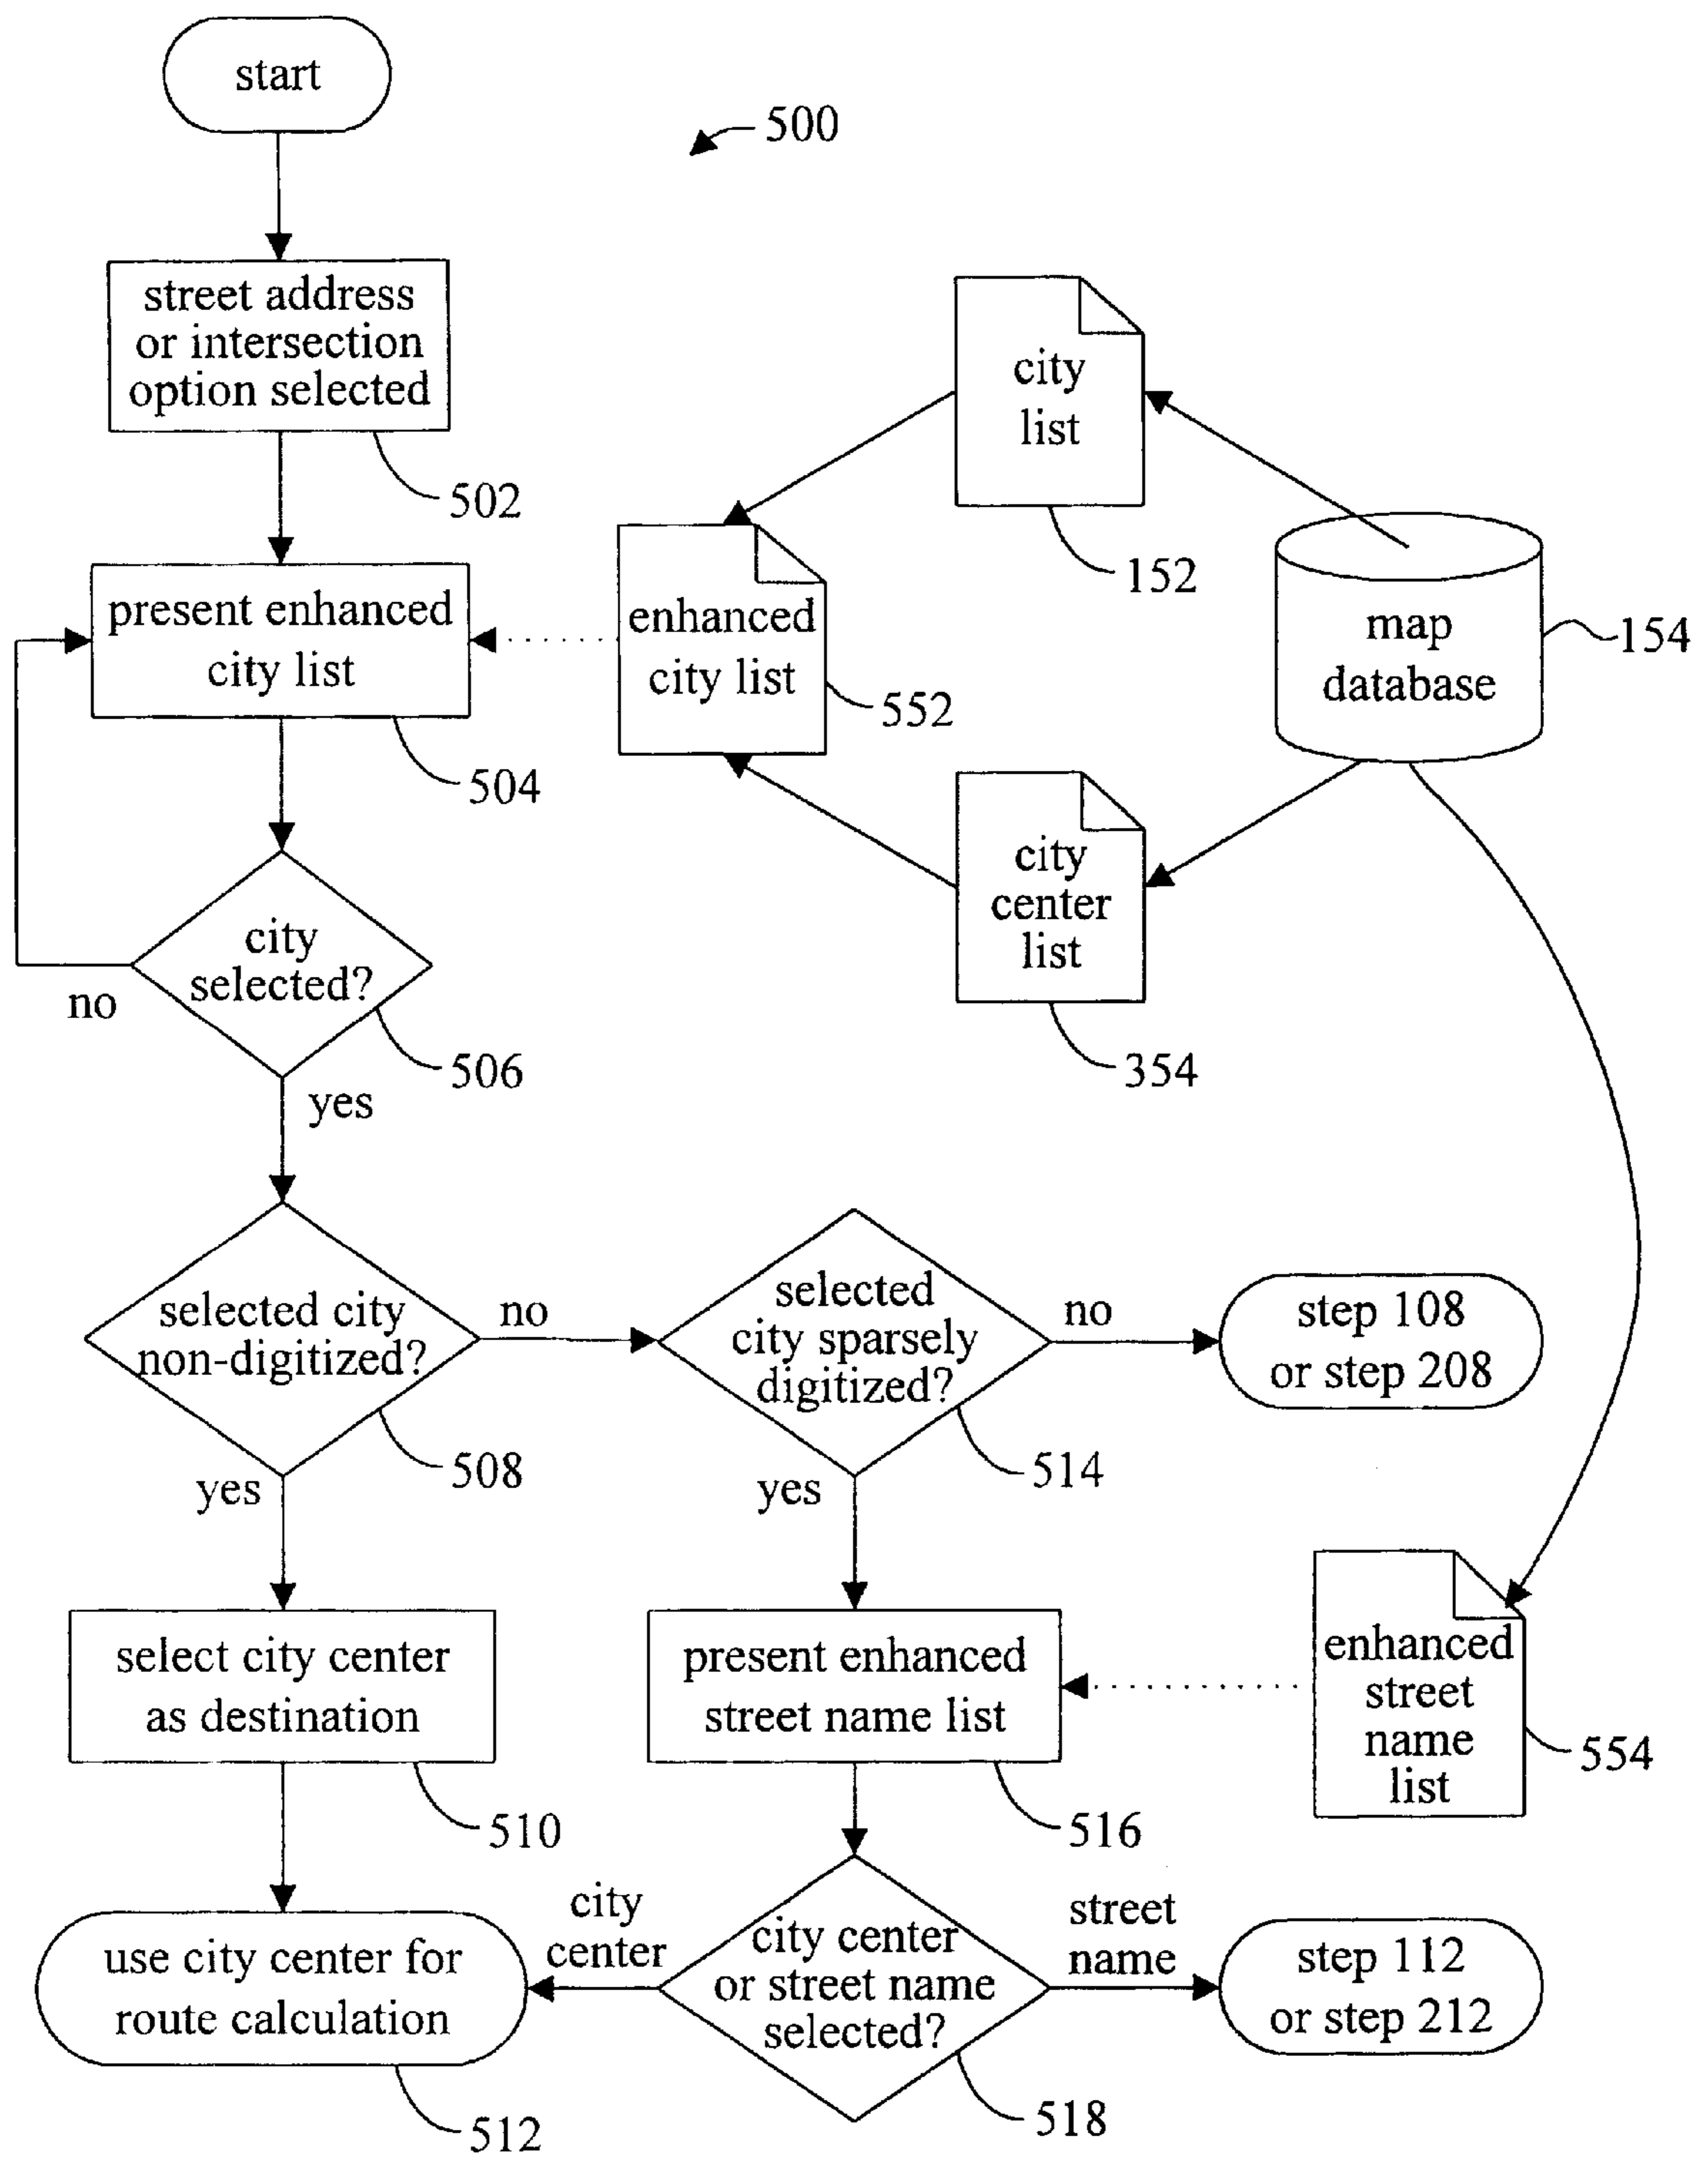 start
500
street address
or intersection
option selected
502
city
list
152
present enhanced
city list
504
enhanced
city list
552
map
database
154
city
center
list
354
city
selected?
no
506
yes
selected city
non-digitized?
no
508
yes
selected
city sparsely
digitized?
no
514
yes
step 108
or step 208
select city center
as destination
510
present enhanced
street name list
516
enhanced
street
name
list
554
use city center for
route calculation
512
city
center
city center
or street name
selected?
518
street
name
step 112
or step 212